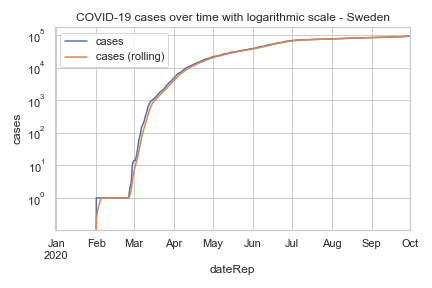 COVID-19 cases over time with logarithmic scale - Sweden
cases
cases (rolling)
10⁵
10⁴
10³
10²
10¹
10⁰
cases
Jan Feb Mar Apr May Jun Jul Aug Sep Oct
2020
dateRep